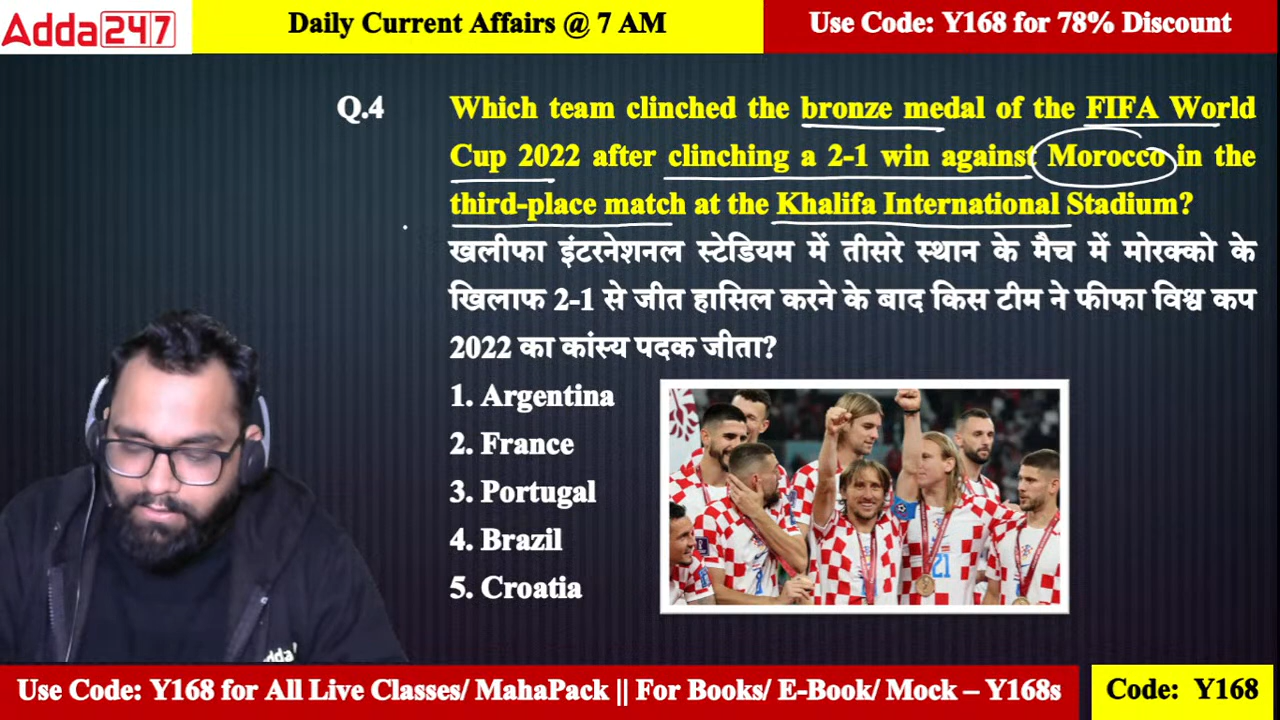 Adda247
Daily Current Affairs @ 7 AM
Use Code: Y168 for 78% Discount
Q.4
Which team clinched the bronze medal of the FIFA World
Cup 2022 after clinching a 2-1 win against Morocco in the
third-place match at the Khalifa International Stadium?
खलीफा इंटरनेशनल स्टेडियम में तीसरे स्थान के मैच में मोरक्को के
खिलाफ 2-1 से जीत हासिल करने के बाद किस टीम ने फीफा विश्व कप
2022 का कांस्य पदक जीता?
1. Argentina
2. France
3. Portugal
4. Brazil
5. Croatia
21
adda
Use Code: Y168 for All Live Classes/ MahaPack || For Books/ E-Book/ Mock – Y168s
Code: Y168